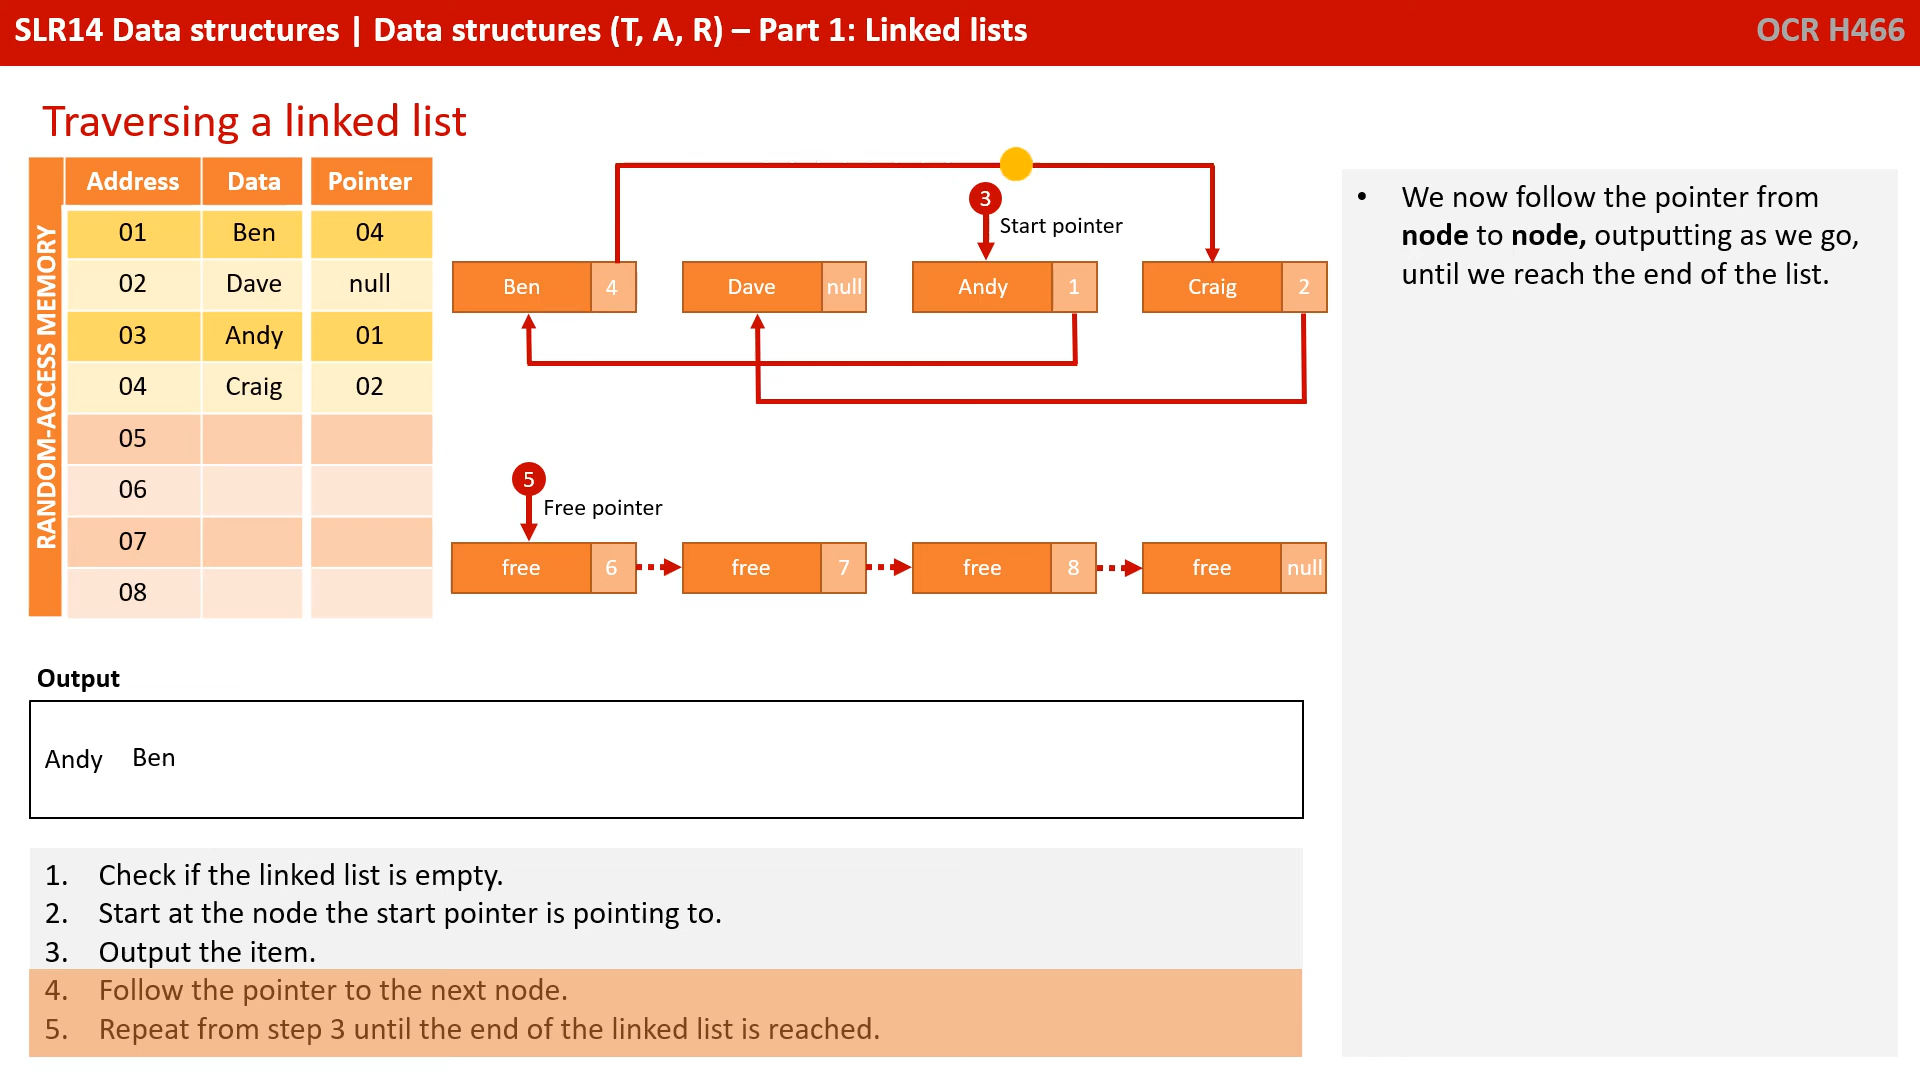 SLR14 Data structures | Data structures (T, A, R) – Part 1: Linked lists
OCR H466
Traversing a linked list
RANDOM-ACCESS MEMORY
Address Data Pointer
01 Ben 04
02 Dave null
03 Andy 01
04 Craig 02
05
06
07
08
3
Start pointer
Ben 4
Dave null
Andy 1
Craig 2
5
Free pointer
free 6
free 7
free 8
free null
• We now follow the pointer from
node to node, outputting as we go,
until we reach the end of the list.
Output
Andy Ben
1. Check if the linked list is empty.
2. Start at the node the start pointer is pointing to.
3. Output the item.
4. Follow the pointer to the next node.
5. Repeat from step 3 until the end of the linked list is reached.